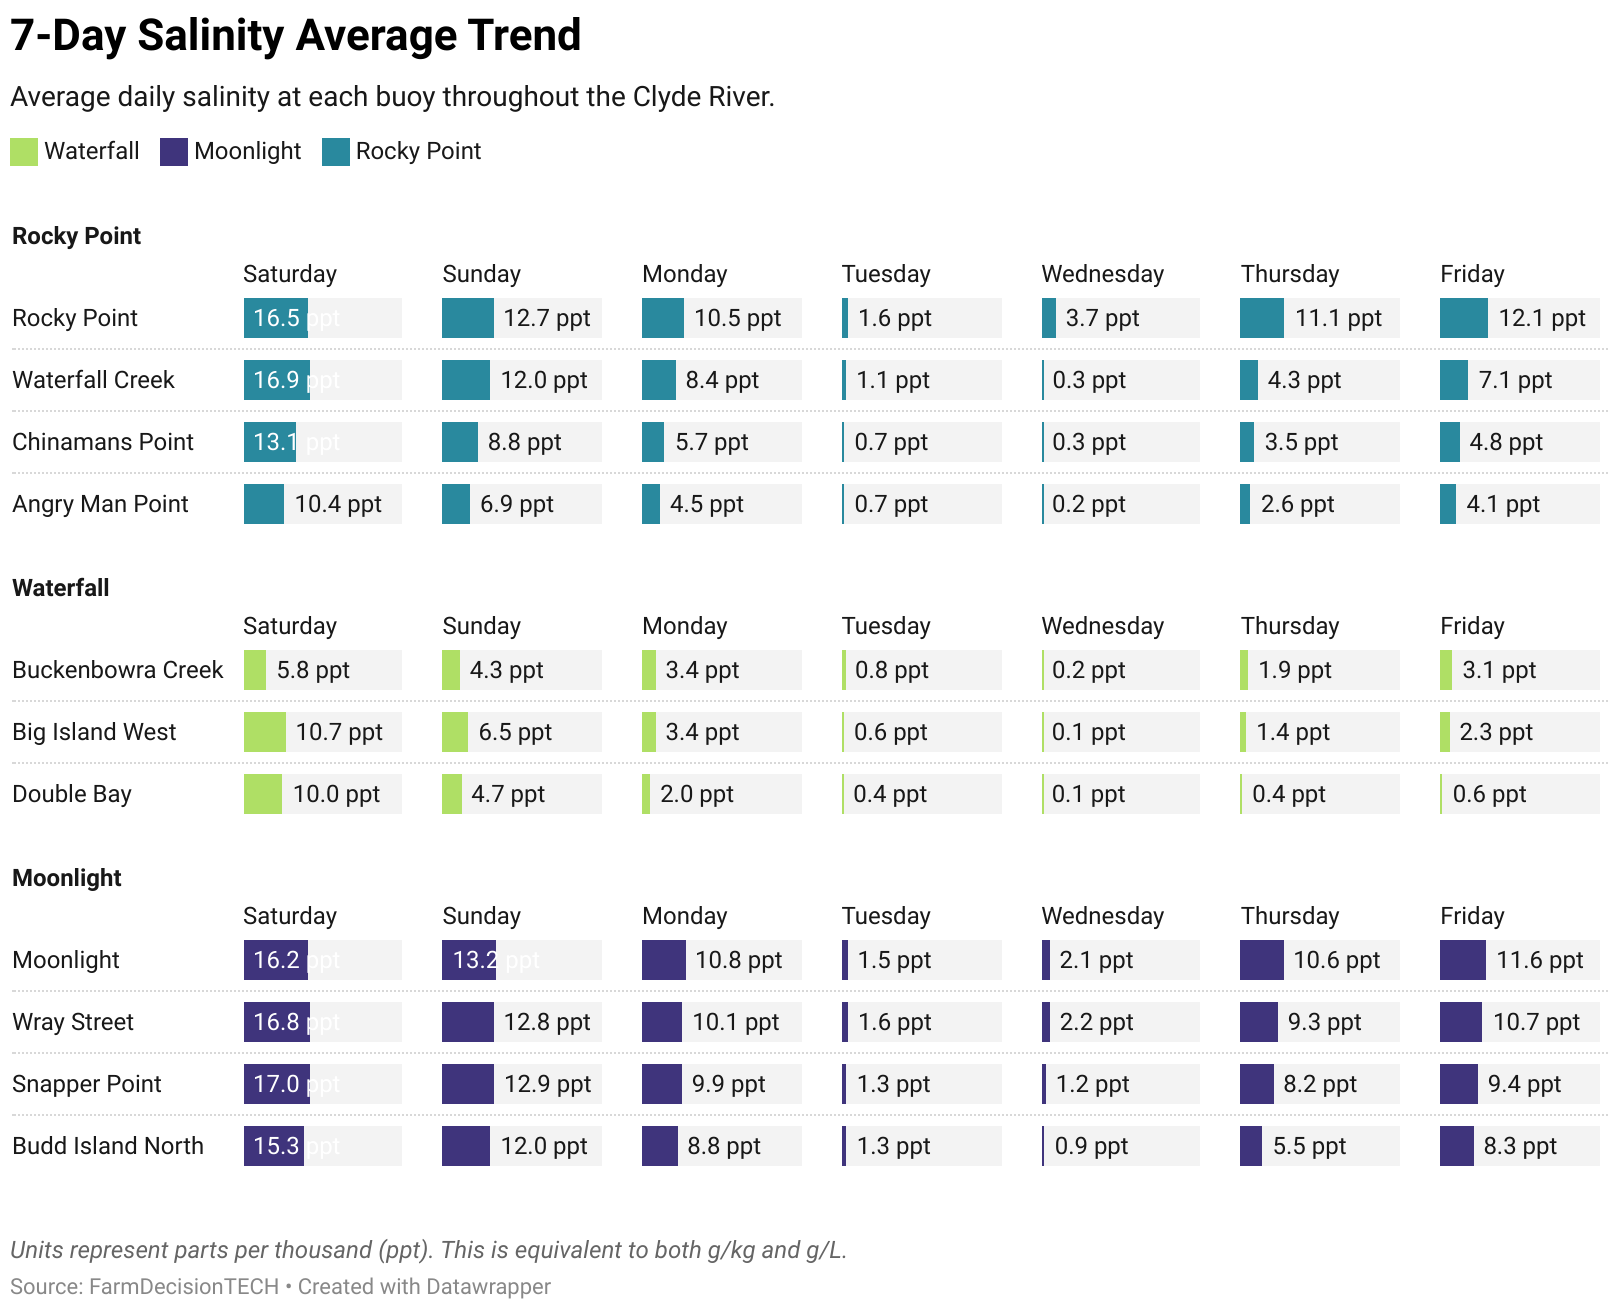 7-Day Salinity Average Trend
Average daily salinity at each buoy throughout the Clyde River.
Waterfall Moonlight Rocky Point
Rocky Point
Saturday Sunday Monday Tuesday Wednesday Thursday Friday
Rocky Point 16.5 ppt 12.7 ppt 10.5 ppt 1.6 ppt 3.7 ppt 11.1 ppt 12.1 ppt
Waterfall Creek 16.9 ppt 12.0 ppt 8.4 ppt 1.1 ppt 0.3 ppt 4.3 ppt 7.1 ppt
Chinamans Point 13.1 ppt 8.8 ppt 5.7 ppt 0.7 ppt 0.3 ppt 3.5 ppt 4.8 ppt
Angry Man Point 10.4 ppt 6.9 ppt 4.5 ppt 0.7 ppt 0.2 ppt 2.6 ppt 4.1 ppt
Waterfall
Saturday Sunday Monday Tuesday Wednesday Thursday Friday
Buckenbowra Creek 5.8 ppt 4.3 ppt 3.4 ppt 0.8 ppt 0.2 ppt 1.9 ppt 3.1 ppt
Big Island West 10.7 ppt 6.5 ppt 3.4 ppt 0.6 ppt 0.1 ppt 1.4 ppt 2.3 ppt
Double Bay 10.0 ppt 4.7 ppt 2.0 ppt 0.4 ppt 0.1 ppt 0.4 ppt 0.6 ppt
Moonlight
Saturday Sunday Monday Tuesday Wednesday Thursday Friday
Moonlight 16.2 ppt 13.2 ppt 10.8 ppt 1.5 ppt 2.1 ppt 10.6 ppt 11.6 ppt
Wray Street 16.8 ppt 12.8 ppt 10.1 ppt 1.6 ppt 2.2 ppt 9.3 ppt 10.7 ppt
Snapper Point 17.0 ppt 12.9 ppt 9.9 ppt 1.3 ppt 1.2 ppt 8.2 ppt 9.4 ppt
Budd Island North 15.3 ppt 12.0 ppt 8.8 ppt 1.3 ppt 0.9 ppt 5.5 ppt 8.3 ppt
Units represent parts per thousand (ppt). This is equivalent to both g/kg and g/L.
Source: FarmDecisionTECH • Created with Datawrapper